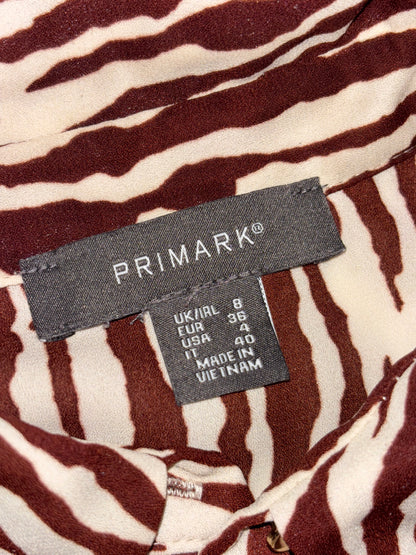 PRIMARK®
UK/IRL 8
EUR 36
USA 4
IT 40
MADE IN
VIETNAM